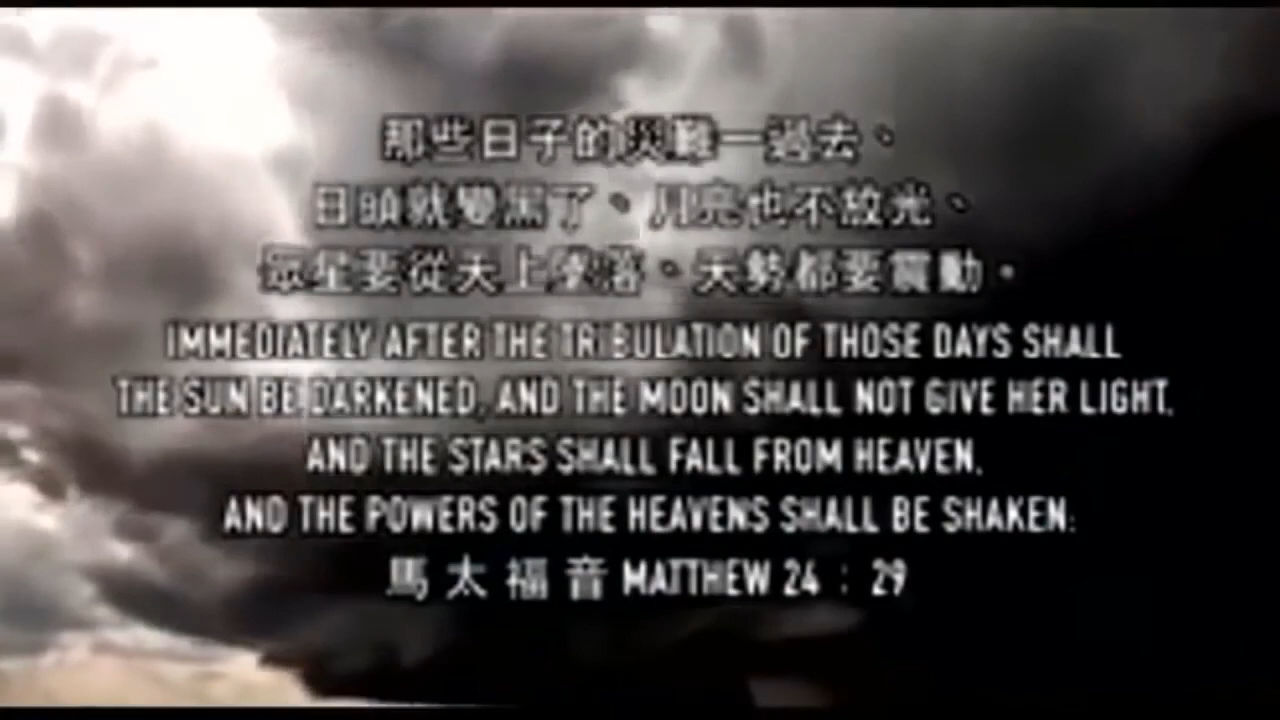 那些日子的災難一過去、
日頭就變黑了、月亮也不放光、
眾星要從天上墜落、天勢都要震動。
IMMEDIATELY AFTER THE TRIBULATION OF THOSE DAYS SHALL
THE SUN BE DARKENED, AND THE MOON SHALL NOT GIVE HER LIGHT,
AND THE STARS SHALL FALL FROM HEAVEN,
AND THE POWERS OF THE HEAVENS SHALL BE SHAKEN:
馬太福音 MATTHEW 24 : 29